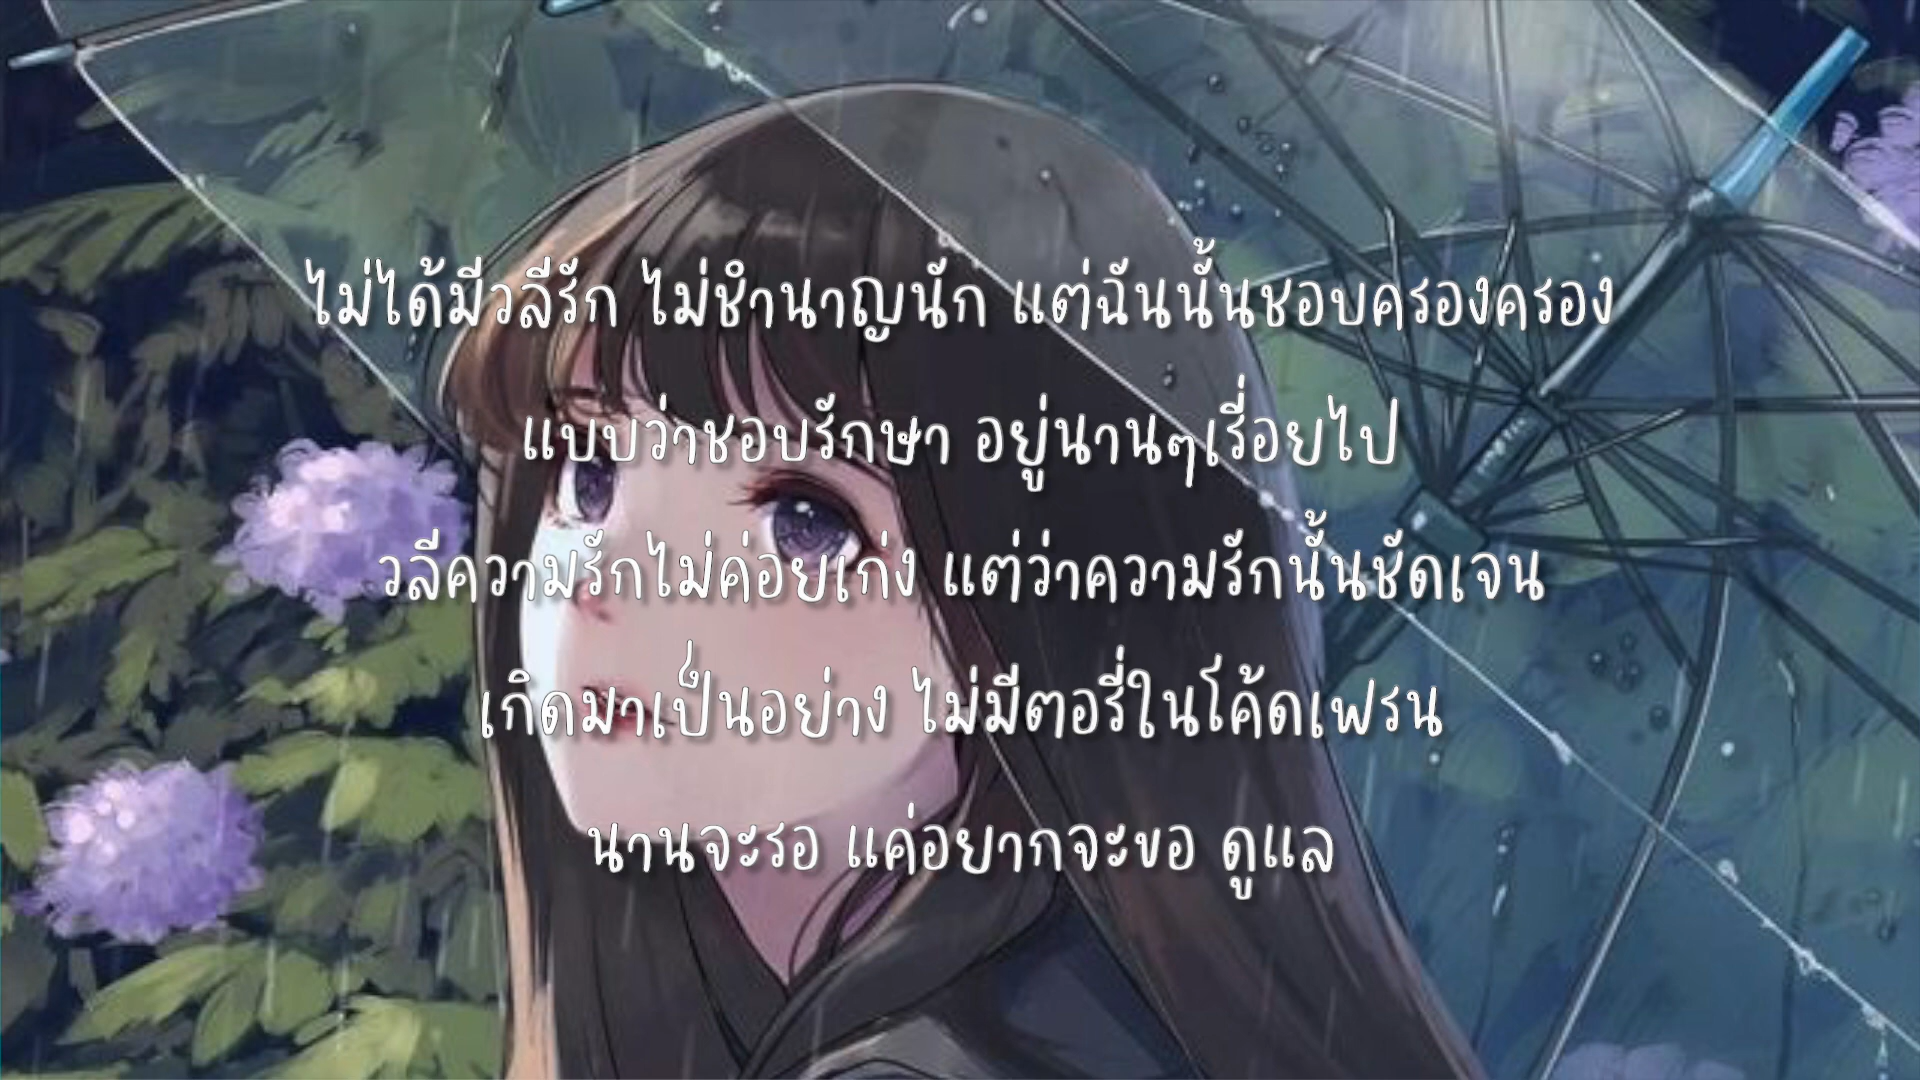 ไม่ได้มีวลีรัก ไม่ชำนาญนัก แต่ฉันนั้นชอบครองครอง
แบบว่าชอบรักษา อยู่นานๆเรื่อยไป
วลีความรักไม่ค่อยเก่ง แต่ว่าความรักนั้นชัดเจน
เกิดมาเป็นอย่าง ไม่มีตอรี่ในโค้ดเฟรน
นานจะรอ แค่อยากจะขอ ดูแล